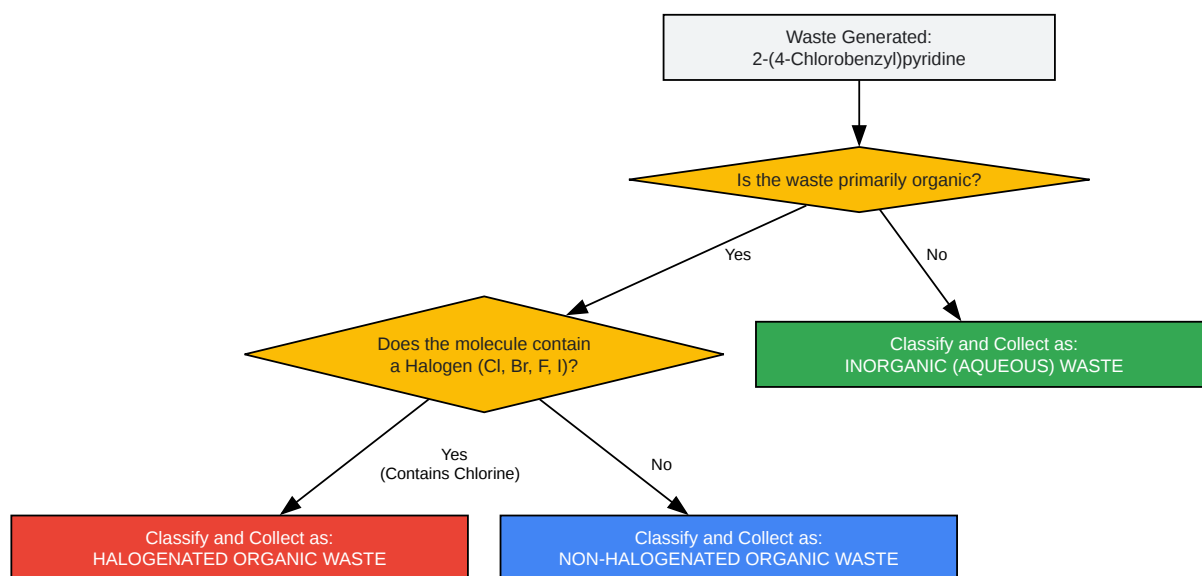 Waste Generated:
2-(4-Chlorobenzyl)pyridine
Is the waste primarily organic?
Yes
No
Does the molecule contain
a Halogen (Cl, Br, F, I)?
Classify and Collect as:
INORGANIC (AQUEOUS) WASTE
Yes
(Contains Chlorine)
No
Classify and Collect as:
HALOGENATED ORGANIC WASTE
Classify and Collect as:
NON-HALOGENATED ORGANIC WASTE